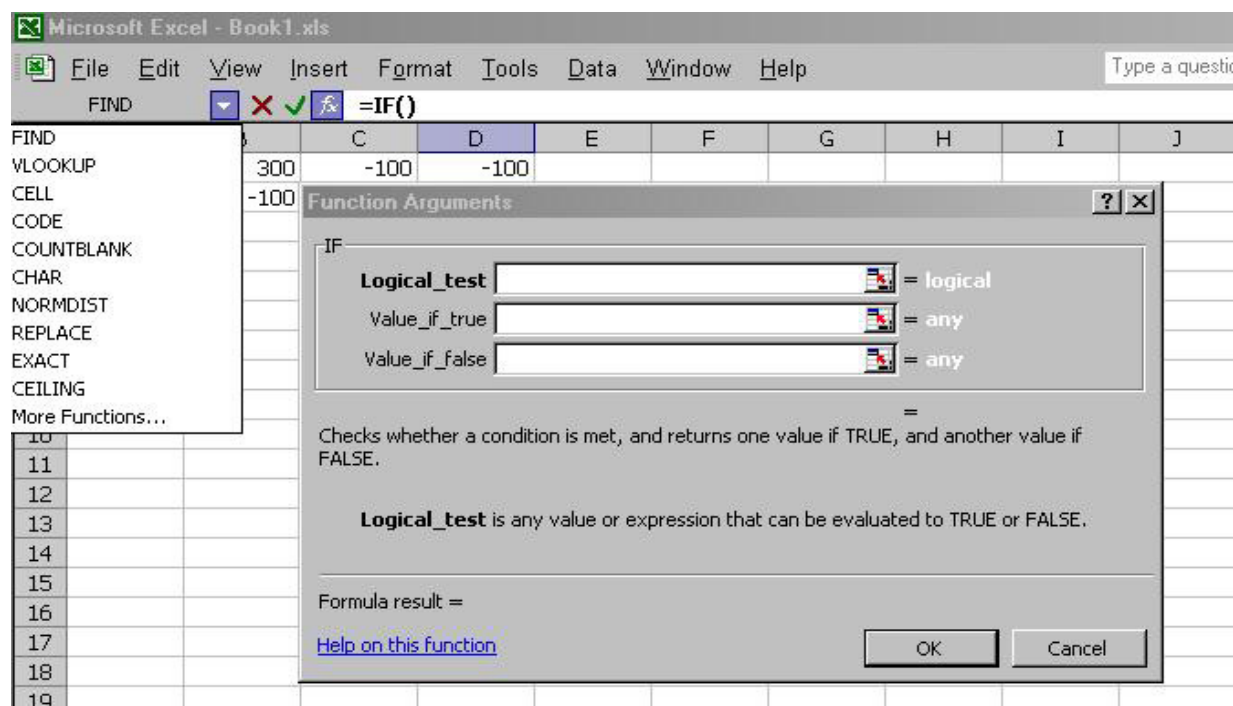 Microsoft Excel - Book1.xls
File Edit View Insert Format Tools Data Window Help Type a questi
FIND =IF()
FIND C D E F G H I J
VLOOKUP 300 -100 -100
CELL -100 Function Arguments
CODE
COUNTBLANK IF
CHAR Logical_test = logical
NORMDIST Value_if_true = any
REPLACE
EXACT Value_if_false = any
CEILING
More Functions... =
10 Checks whether a condition is met, and returns one value if TRUE, and another value if
11 FALSE.
12
13 Logical_test is any value or expression that can be evaluated to TRUE or FALSE.
14
15
16 Formula result =
17 Help on this function OK Cancel
18
19